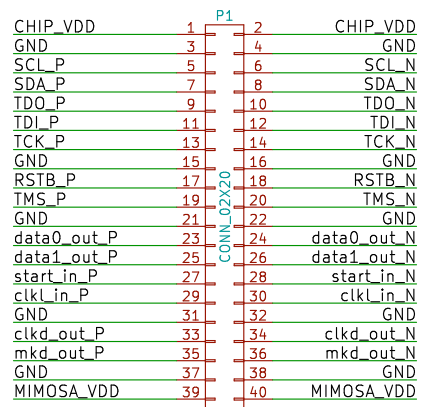 P1
CHIP_VDD 1 2 CHIP_VDD
GND 3 4 GND
SCL_P 5 6 SCL_N
SDA_P 7 8 SDA_N
TDO_P 9 10 TDO_N
TDI_P 11 12 TDI_N
TCK_P 13 14 TCK_N
GND 15 16 GND
RSTB_P 17 18 RSTB_N
TMS_P 19 20 TMS_N
GND 21 22 GND
data0_out_P 23 24 data0_out_N
data1_out_P 25 26 data1_out_N
start_in_P 27 28 start_in_N
clkl_in_P 29 30 clkl_in_N
GND 31 32 GND
clkd_out_P 33 34 clkd_out_N
mkd_out_P 35 36 mkd_out_N
GND 37 38 GND
MIMOSA_VDD 39 40 MIMOSA_VDD
CONN_02X20